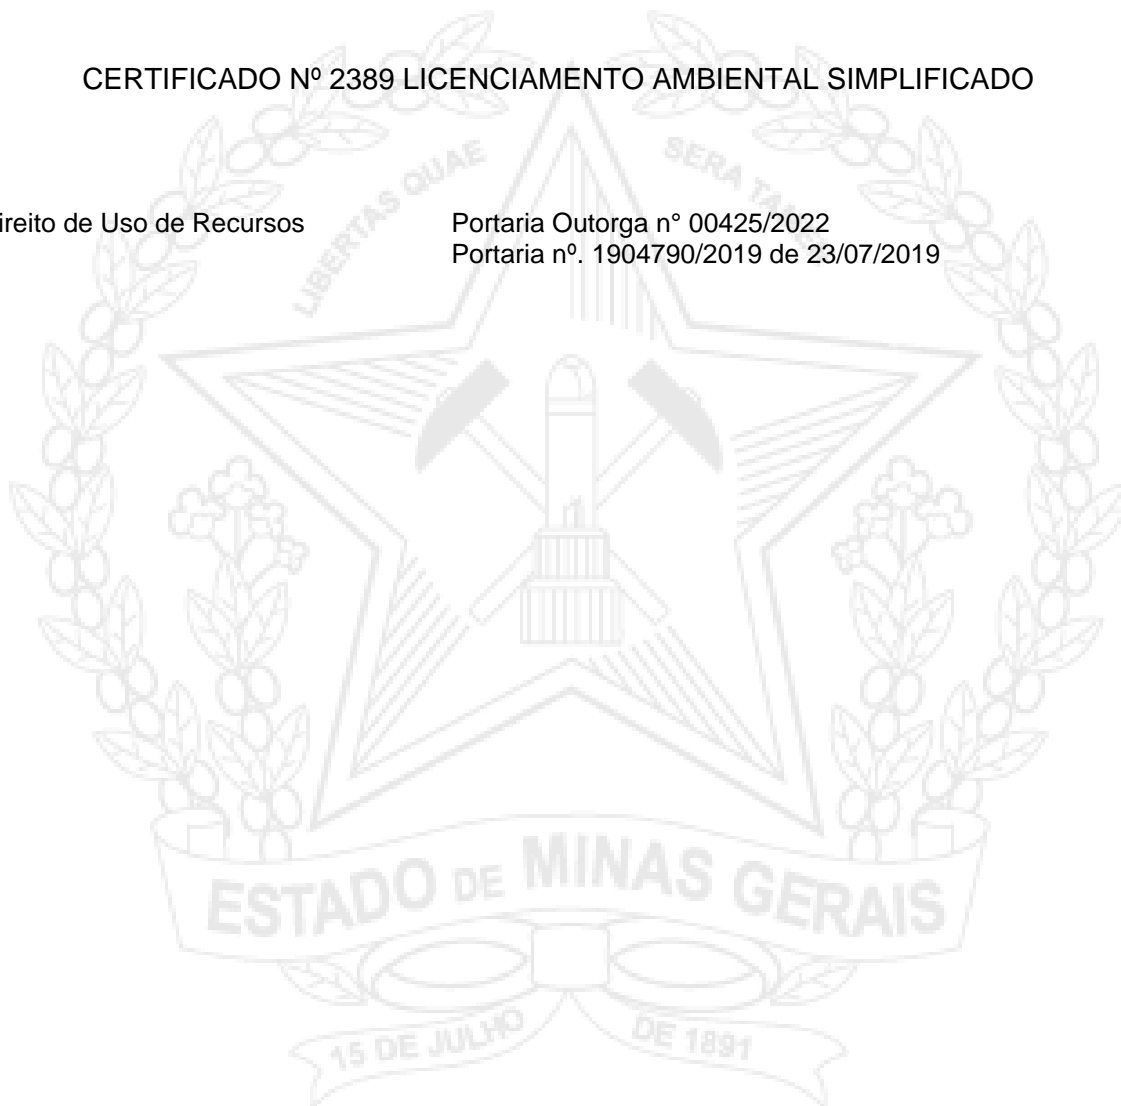 CERTIFICADO Nº 2389 LICENCIAMENTO AMBIENTAL SIMPLIFICADO
LIBERTAS QUAE SERA
ireito de Uso de Recursos
Portaria Outorga n° 00425/2022
Portaria nº. 1904790/2019 de 23/07/2019
ESTADO DE MINAS GERAIS
15 DE JULHO DE 1891